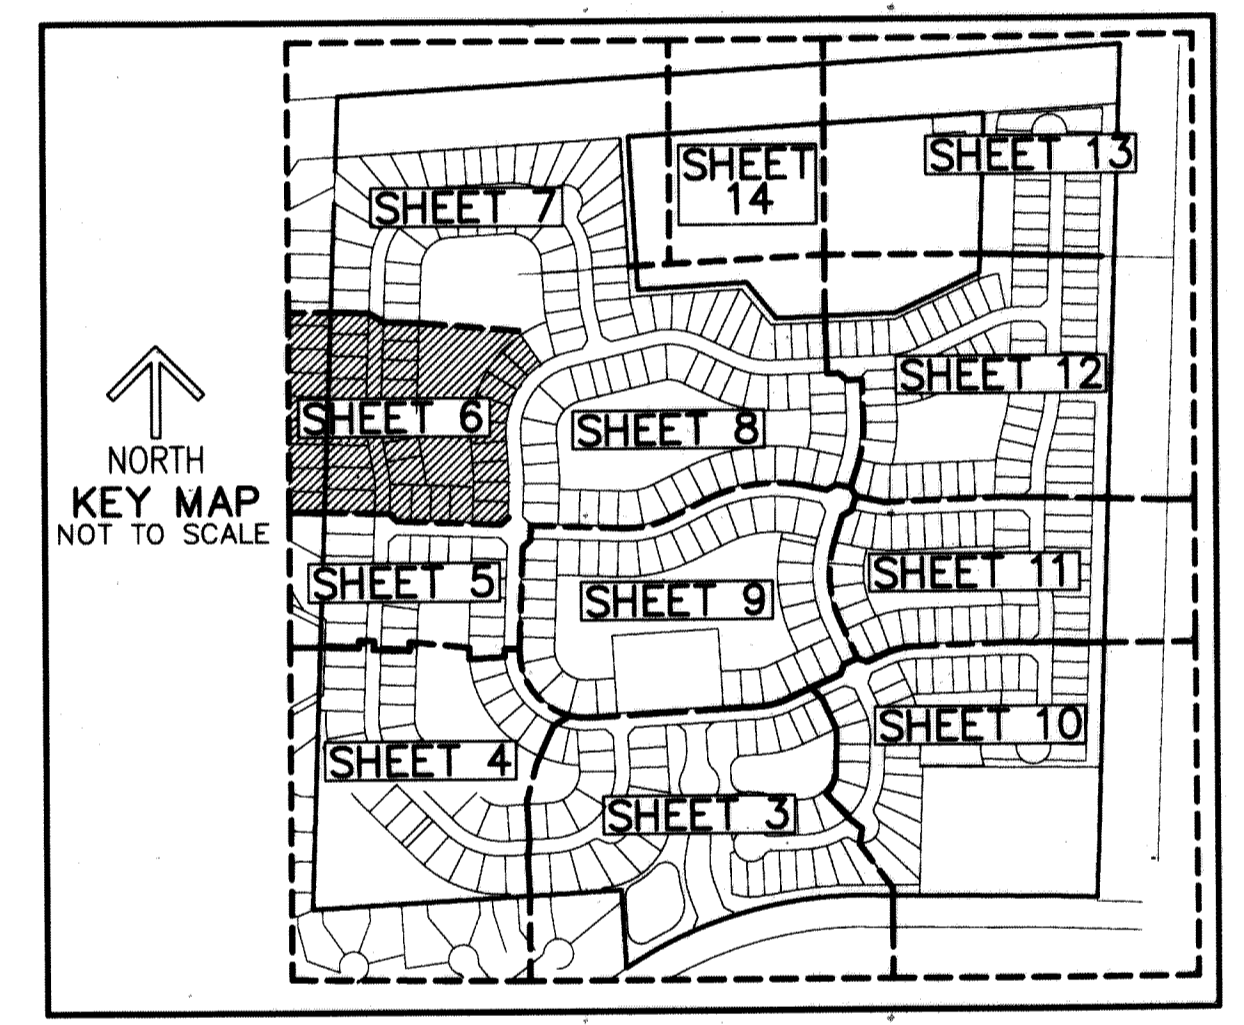 SHEET 13
SHEET
14
SHEET 7
SHEET 12
SHEET 6
SHEET 8
NORTH
KEY MAP
NOT TO SCALE
SHEET 5
SHEET 9
SHEET 11
SHEET 10
SHEET 4
SHEET 3